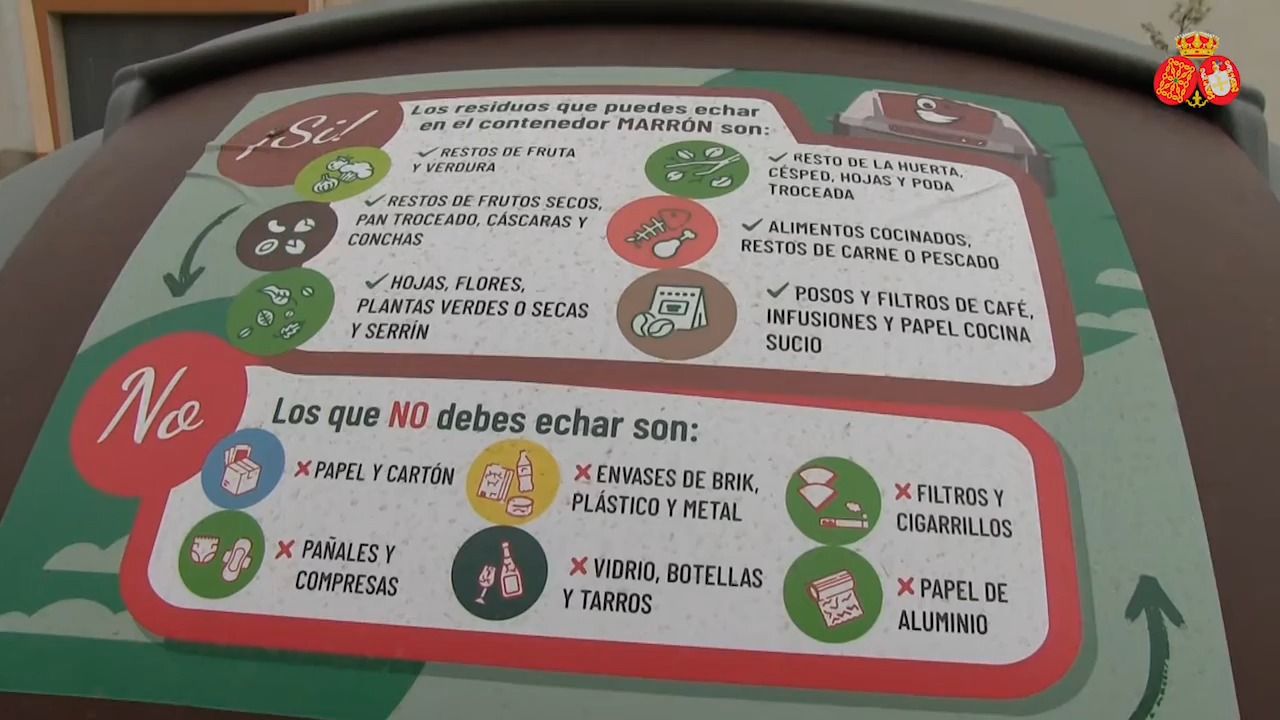 ¡Sí!
Los residuos que puedes echar
en el contenedor MARRÓN son:
✓ RESTOS DE FRUTA
Y VERDURA
✓ RESTOS DE FRUTOS SECOS,
PAN TROCEADO, CÁSCARAS Y
CONCHAS
✓ HOJAS, FLORES,
PLANTAS VERDES O SECAS
Y SERRÍN
✓ RESTO DE LA HUERTA,
CÉSPED, HOJAS Y PODA
TROCEADA
✓ ALIMENTOS COCINADOS,
RESTOS DE CARNE O PESCADO
✓ POSOS Y FILTROS DE CAFÉ,
INFUSIONES Y PAPEL COCINA
SUCIO
No
Los que NO debes echar son:
✗ PAPEL Y CARTÓN
✗ PAÑALES Y
COMPRESAS
✗ ENVASES DE BRIK,
PLÁSTICO Y METAL
✗ VIDRIO, BOTELLAS
Y TARROS
✗ FILTROS Y
CIGARRILLOS
✗ PAPEL DE
ALUMINIO